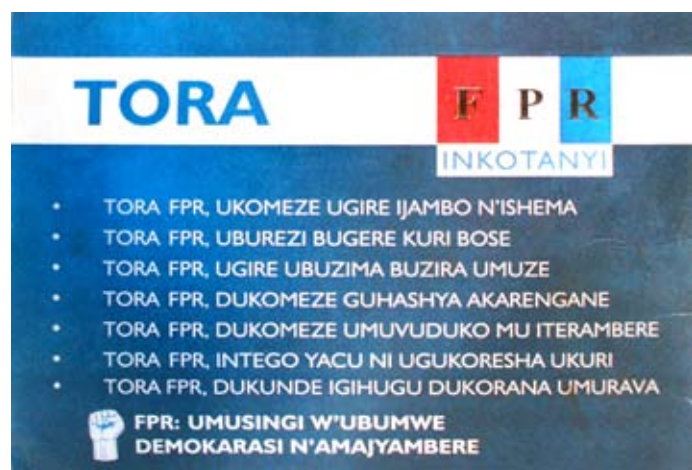 TORA
F P R
INKOTANYI
• TORA FPR, UKOMEZE UGIRE IJAMBO N'ISHEMA
• TORA FPR, UBUREZI BUGERE KURI BOSE
• TORA FPR, UGIRE UBUZIMA BUZIRA UMUZE
• TORA FPR, DUKOMEZE GUHASHYA AKARENGANE
• TORA FPR, DUKOMEZE UMUVUDUKO MU ITERAMBERE
• TORA FPR, INTEGO YACU NI UGUKORESHA UKURI
• TORA FPR, DUKUNDE IGIHUGU DUKORANA UMURAVA
FPR: UMUSINGI W'UBUMWE
DEMOKARASI N'AMAJYAMBERE